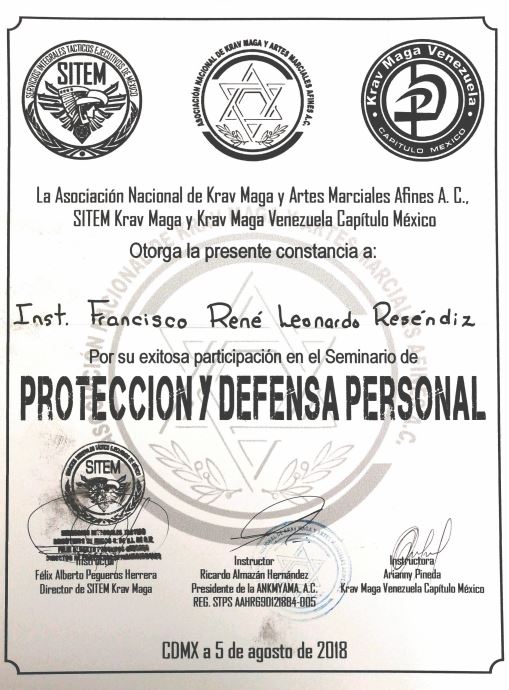 SERVICIOS INTEGRALES TACTICOS EJECUTIVOS DE MEXICO
SITEM
ASOCIACIÓN NACIONAL DE KRAV MAGA Y ARTES MARCIALES AFINES A.C.
Krav Maga Venezuela
CAPITULO MEXICO
La Asociación Nacional de Krav Maga y Artes Marciales Afines A. C.,
SITEM Krav Maga y Krav Maga Venezuela Capítulo México
Otorga la presente constancia a:
Inst. Francisco René Leonardo Reséndiz
Por su exitosa participación en el Seminario de
PROTECCION Y DEFENSA PERSONAL
SITEM
Instructor
Félix Alberto Pegueros Herrera
Director de SITEM Krav Maga
Instructor
Ricardo Almazán Hernández
Presidente de la ANKMYAMA, A.C.
REG. STPS AAHR690121884-005
Instructora
Arianny Pineda
Krav Maga Venezuela Capítulo México
CDMX a 5 de agosto de 2018